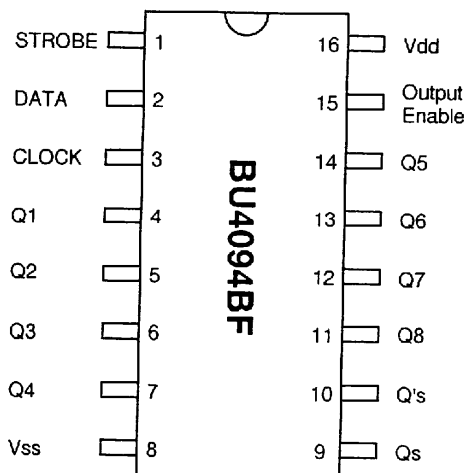 STROBE 1 16 Vdd
DATA 2 15 Output Enable
CLOCK 3 14 Q5
Q1 4 13 Q6
Q2 5 12 Q7
Q3 6 11 Q8
Q4 7 10 Q's
Vss 8 9 Qs
BU4094BF